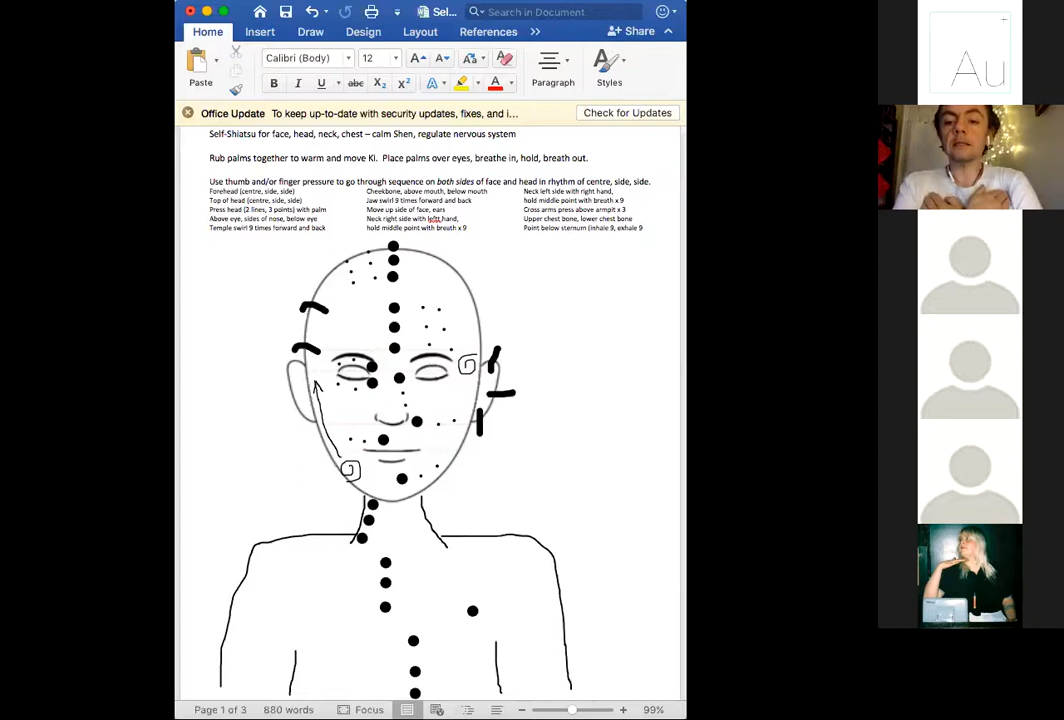 Sel...
Search in Document
Home
Insert
Draw
Design
Layout
References
Share
Paste
Calibri (Body)
12
A A Aa A
B I U abc X2 X2 A A
Paragraph
Styles
Office Update To keep up-to-date with security updates, fixes, and i...
Check for Updates
Self-Shiatsu for face, head, neck, chest – calm Shen, regulate nervous system
Rub palms together to warm and move Ki. Place palms over eyes, breathe in, hold, breath out.
Use thumb and/or finger pressure to go through sequence on both sides of face and head in rhythm of centre, side, side.
Forehead (centre, side, side)
Top of head (centre, side, side)
Press head (2 lines, 3 points) with palm
Above eye, sides of nose, below eye
Temple swirl 9 times forward and back
Cheekbone, above mouth, below mouth
Jaw swirl 9 times forward and back
Move up side of face, ears
Neck right side with leftt hand,
hold middle point with breath x 9
Neck left side with right hand,
hold middle point with breath x 9
Cross arms press above armpit x 3
Upper chest bone, lower chest bone
Point below sternum (inhale 9, exhale 9
Page 1 of 3
880 words
Focus
99%
Au